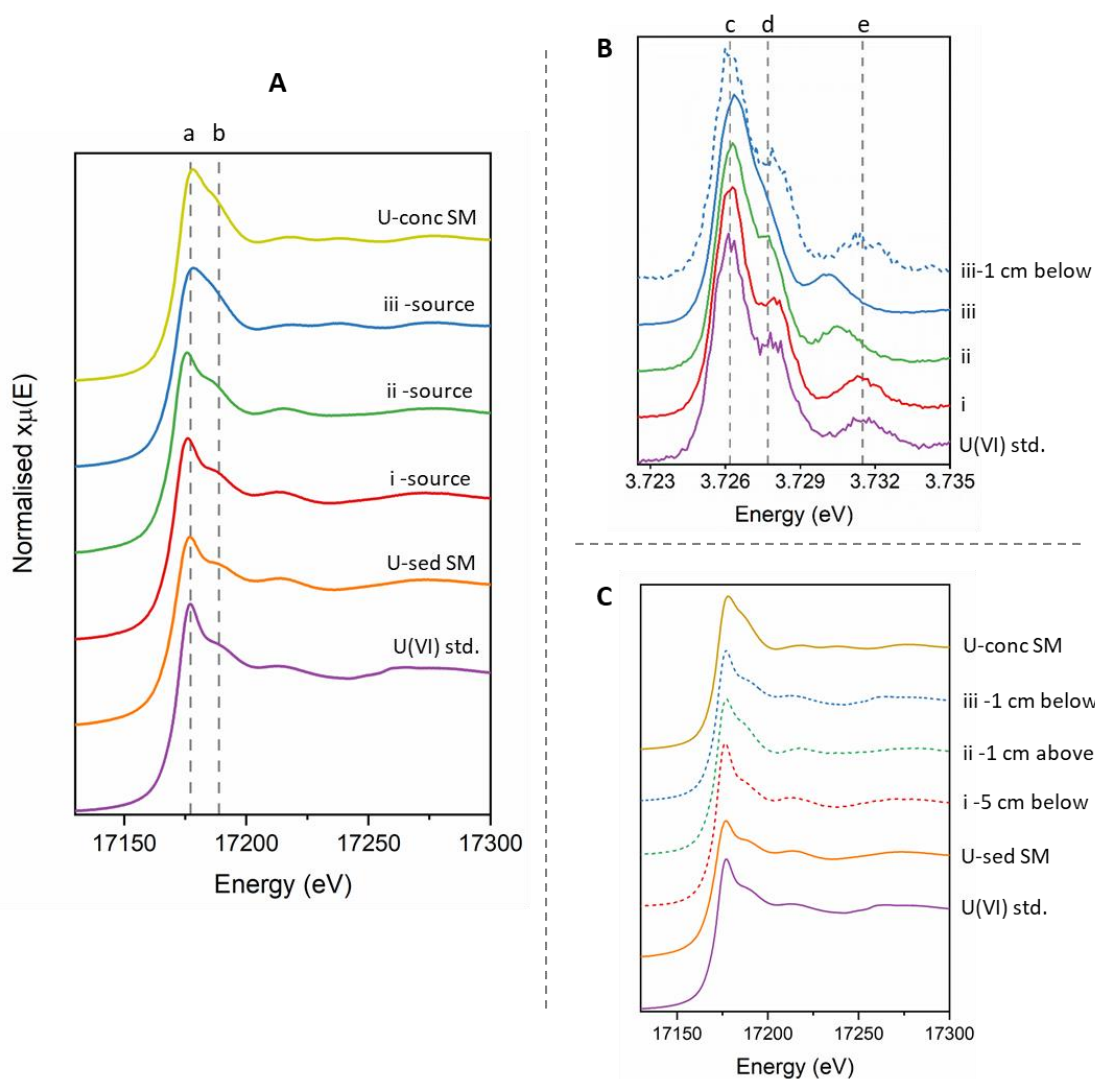 A
a b
U-conc SM
iii -source
ii -source
i -source
U-sed SM
U(VI) std.
Normalised xμ(E)
17150 17200 17250 17300
Energy (eV)
B
c d e
iii-1 cm below
iii
ii
i
U(VI) std.
3.723 3.726 3.729 3.732 3.735
Energy (eV)
C
U-conc SM
iii -1 cm below
ii -1 cm above
i -5 cm below
U-sed SM
U(VI) std.
17150 17200 17250 17300
Energy (eV)